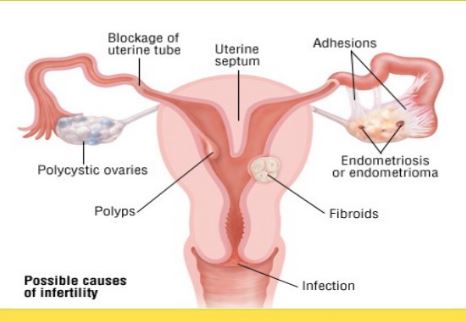 Blockage of
uterine tube
Uterine
septum
Adhesions
Polycystic ovaries
Endometriosis
or endometrioma
Polyps
Fibroids
Infection
Possible causes
of infertility